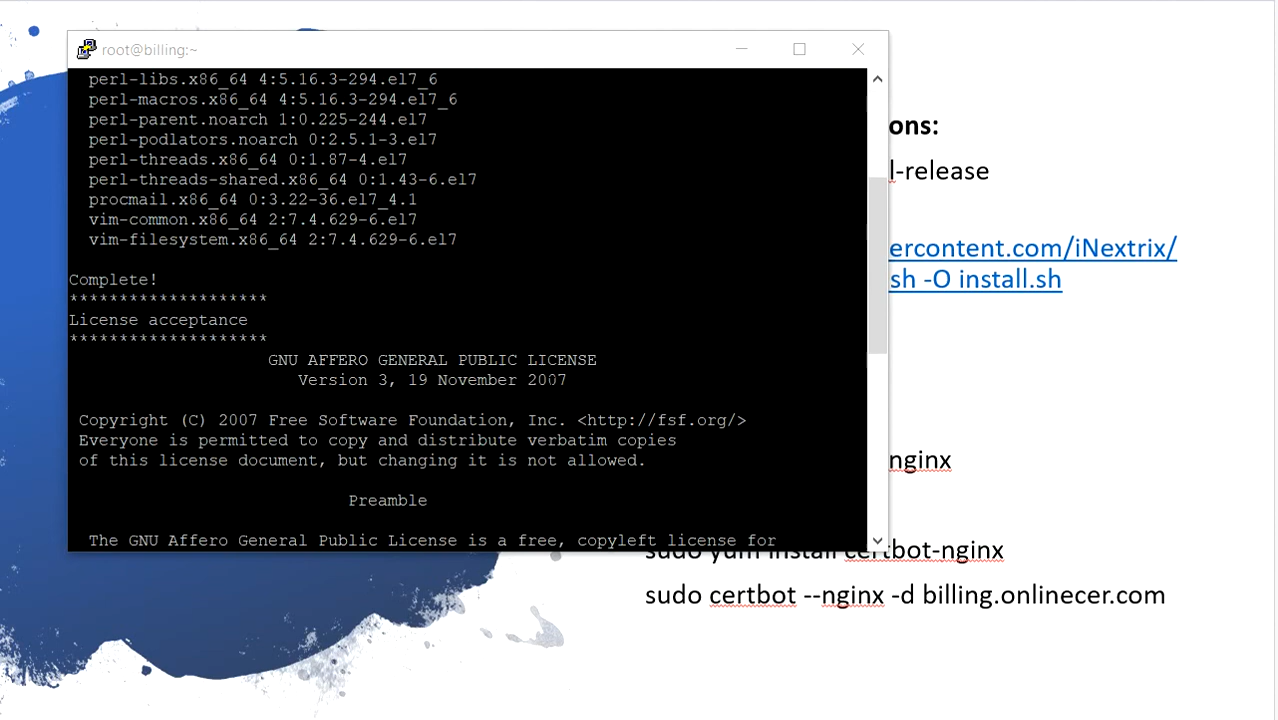 root@billing:~
perl-libs.x86_64 4:5.16.3-294.el7_6
perl-macros.x86_64 4:5.16.3-294.el7_6
perl-parent.noarch 1:0.225-244.el7
perl-podlators.noarch 0:2.5.1-3.el7
perl-threads.x86_64 0:1.87-4.el7
perl-threads-shared.x86_64 0:1.43-6.el7
procmail.x86_64 0:3.22-36.el7_4.1
vim-common.x86_64 2:7.4.629-6.el7
vim-filesystem.x86_64 2:7.4.629-6.el7
Complete!
********************
License acceptance
********************
GNU AFFERO GENERAL PUBLIC LICENSE
Version 3, 19 November 2007
Copyright (C) 2007 Free Software Foundation, Inc. <http://fsf.org/>
Everyone is permitted to copy and distribute verbatim copies
of this license document, but changing it is not allowed.
Preamble
The GNU Affero General Public License is a free, copyleft license for
ons:
l-release
ercontent.com/iNextrix/
sh -O install.sh
nginx
sudo yum install certbot-nginx
sudo certbot --nginx -d billing.onlinecer.com